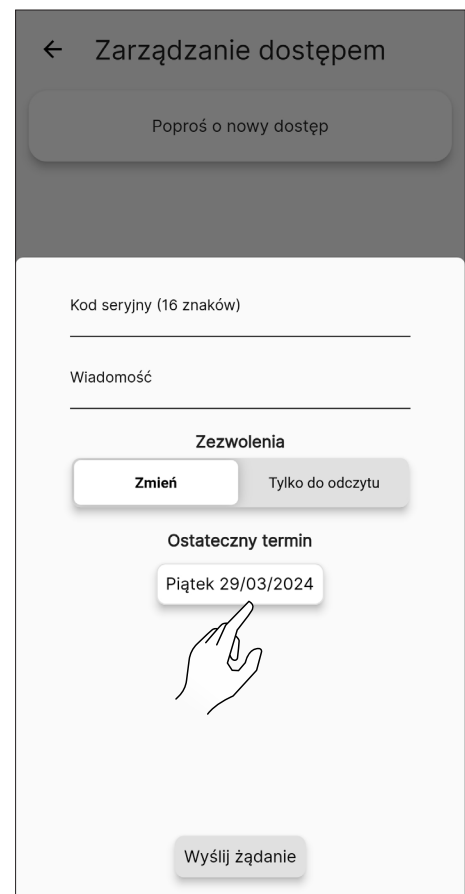 Zarządzanie dostępem
Poproś o nowy dostęp
Kod seryjny (16 znaków)
Wiadomość
Zezwolenia
Zmień
Tylko do odczytu
Ostateczny termin
Piątek 29/03/2024
Wyślij żądanie